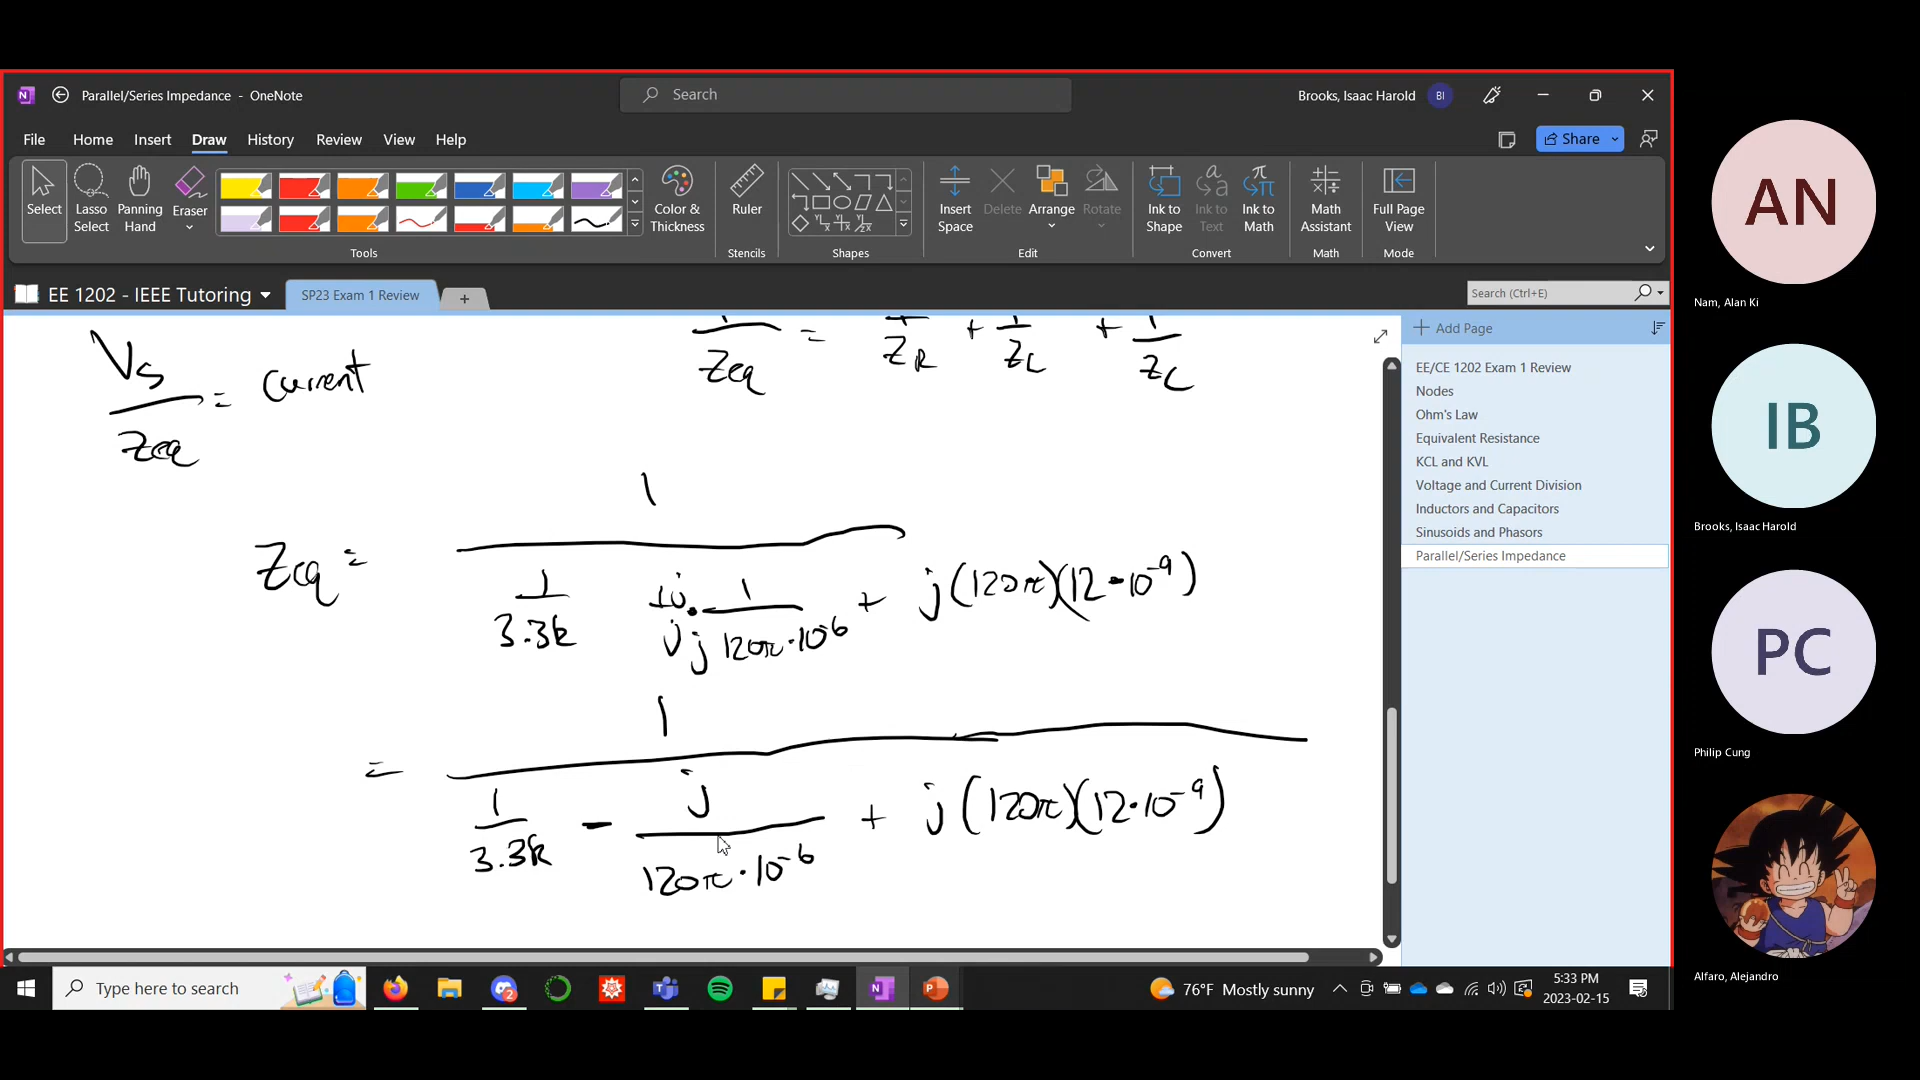 Parallel/Series Impedance - OneNote
Search
Brooks, Isaac Harold BI
File Home Insert Draw History Review View Help
Share
Select
Lasso Select
Panning Hand
Eraser
Color & Thickness
Ruler
Insert Space
Delete
Arrange
Rotate
Ink to Shape
Ink to Text
Ink to Math
Math Assistant
Full Page View
Tools Stencils Shapes Edit Convert Math Mode
EE 1202 - IEEE Tutoring
SP23 Exam 1 Review
+
Search (Ctrl+E)
Add Page
EE/CE 1202 Exam 1 Review
Nodes
Ohm's Law
Equivalent Resistance
KCL and KVL
Voltage and Current Division
Inductors and Capacitors
Sinusoids and Phasors
Parallel/Series Impedance
Vs/Zeq = current
1/Zeq = 1/ZR + 1/ZL + 1/ZC
1
Zeq =
1/3.3k j/j · 1/j120π·10⁻⁶ + j(120π)(12·10⁻⁹)
1
=
1/3.3k - j/120π·10⁻⁶ + j(120π)(12·10⁻⁹)
AN
Nam, Alan Ki
IB
Brooks, Isaac Harold
PC
Philip Cung
Alfaro, Alejandro
Type here to search
76°F Mostly sunny
5:33 PM
2023-02-15